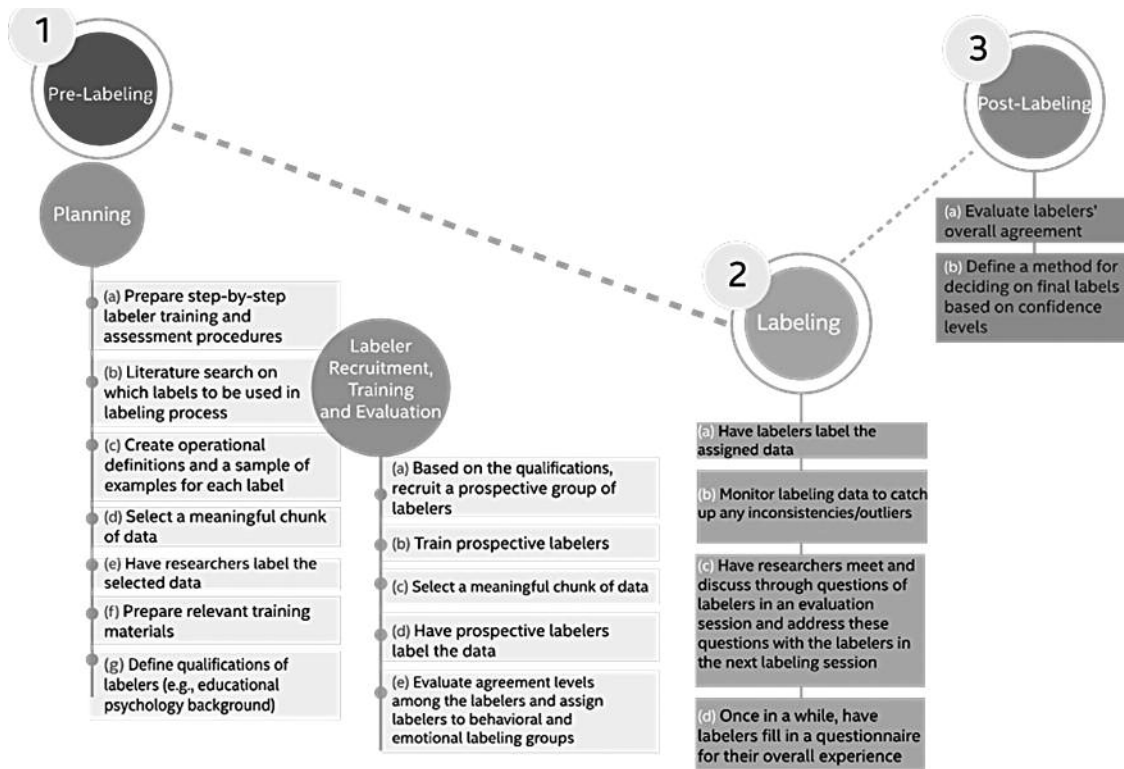 1
Pre-Labeling
Planning
(a) Prepare step-by-step
labeler training and
assessment procedures
(b) Literature search on
which labels to be used in
labeling process
(c) Create operational
definitions and a sample of
examples for each label
(d) Select a meaningful chunk
of data
(e) Have researchers label the
selected data
(f) Prepare relevant training
materials
(g) Define qualifications of
labelers (e.g., educational
psychology background)
Labeler
Recruitment,
Training
and Evaluation
(a) Based on the qualifications,
recruit a prospective group of
labelers
(b) Train prospective labelers
(c) Select a meaningful chunk of data
(d) Have prospective labelers
label the data
(e) Evaluate agreement levels
among the labelers and assign
labelers to behavioral and
emotional labeling groups
2
Labeling
(a) Have labelers label the
assigned data
(b) Monitor labeling data to catch
up any inconsistencies/outliers
(c) Have researchers meet and
discuss through questions of
labelers in an evaluation
session and address these
questions with the labelers in
the next labeling session
(d) Once in a while, have
labelers fill in a questionnaire
for their overall experience
3
Post-Labeling
(a) Evaluate labelers'
overall agreement
(b) Define a method for
deciding on final labels
based on confidence
levels